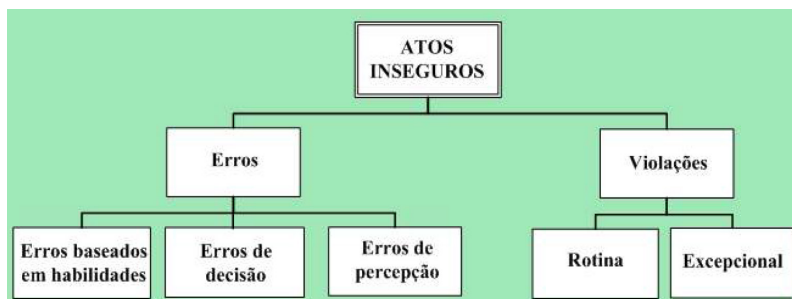 ATOS
INSEGUROS
Erros
Violações
Erros baseados
em habilidades
Erros de
decisão
Erros de
percepção
Rotina
Excepcional